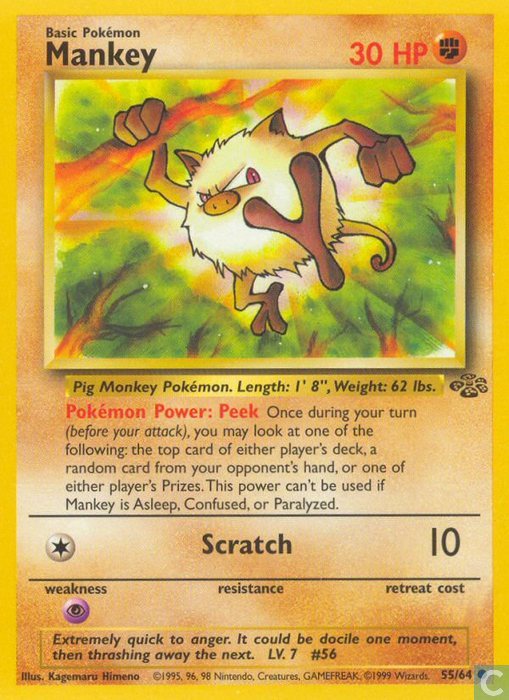 Basic Pokémon
Mankey
30 HP
Pig Monkey Pokémon. Length: 1' 8", Weight: 62 lbs.
Pokémon Power: Peek Once during your turn
(before your attack), you may look at one of the
following: the top card of either player's deck, a
random card from your opponent's hand, or one of
either player's Prizes. This power can't be used if
Mankey is Asleep, Confused, or Paralyzed.
Scratch 10
weakness resistance retreat cost
Extremely quick to anger. It could be docile one moment,
then thrashing away the next. LV. 7 #56
Illus. Kagemaru Himeno ©1995, 96, 98 Nintendo, Creatures, GAMEFREAK. ©1999 Wizards. 55/64
C